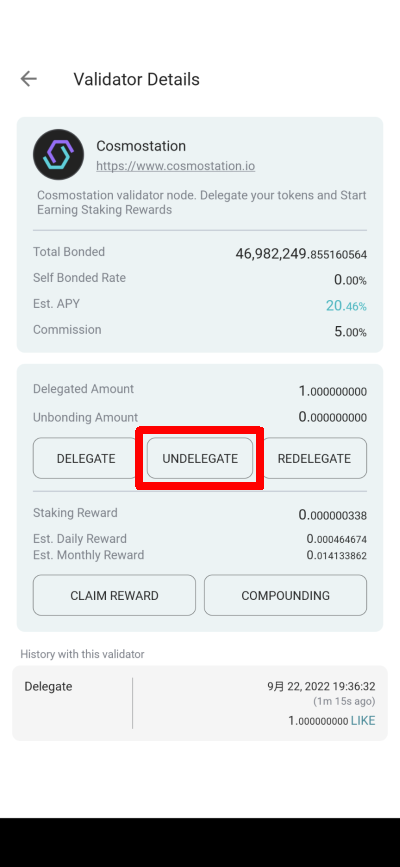 Validator Details
Cosmostation
https://www.cosmostation.io
Cosmostation validator node. Delegate your tokens and Start
Earning Staking Rewards
Total Bonded 46,982,249.855160564
Self Bonded Rate 0.00%
Est. APY 20.46%
Commission 5.00%
Delegated Amount 1.000000000
Unbonding Amount 0.000000000
DELEGATE UNDELEGATE REDELEGATE
Staking Reward 0.000000338
Est. Daily Reward 0.000464674
Est. Monthly Reward 0.014133862
CLAIM REWARD COMPOUNDING
History with this validator
Delegate 9月 22, 2022 19:36:32
(1m 15s ago)
1.000000000 LIKE